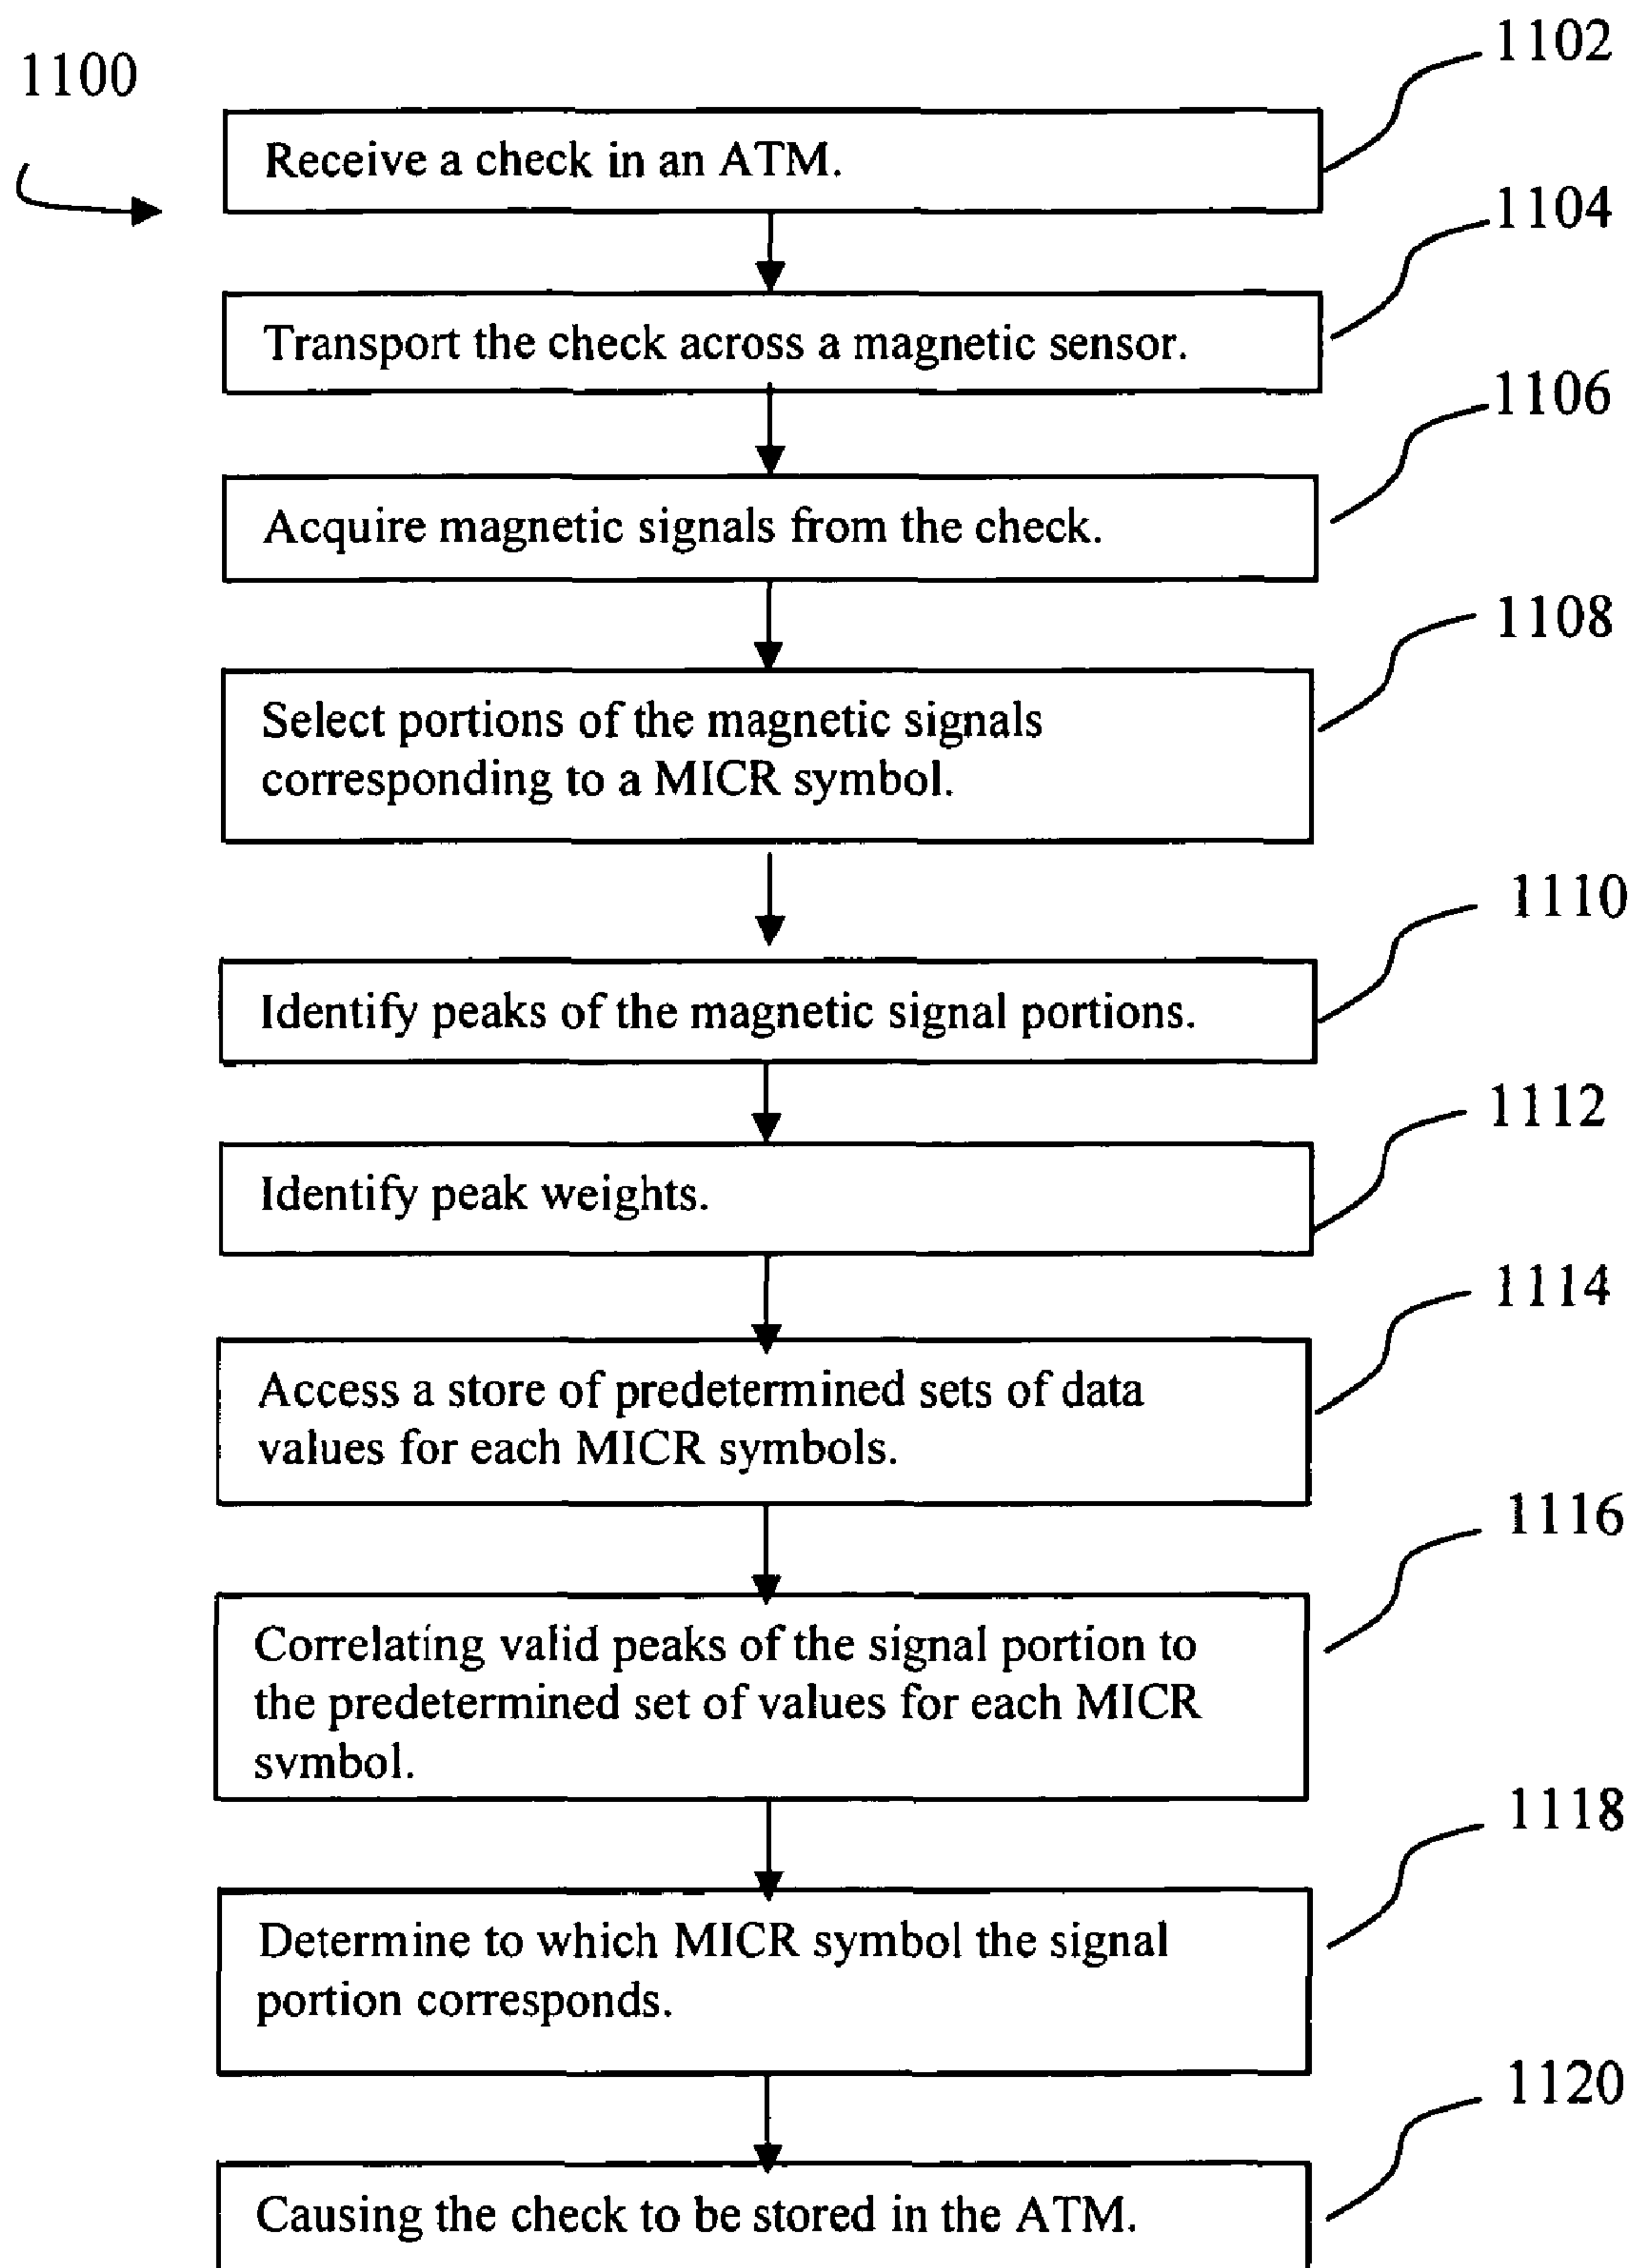 1100
1102
Receive a check in an ATM.
1104
Transport the check across a magnetic sensor.
1106
Acquire magnetic signals from the check.
1108
Select portions of the magnetic signals
corresponding to a MICR symbol.
1110
Identify peaks of the magnetic signal portions.
1112
Identify peak weights.
1114
Access a store of predetermined sets of data
values for each MICR symbols.
1116
Correlating valid peaks of the signal portion to
the predetermined set of values for each MICR
symbol.
1118
Determine to which MICR symbol the signal
portion corresponds.
1120
Causing the check to be stored in the ATM.